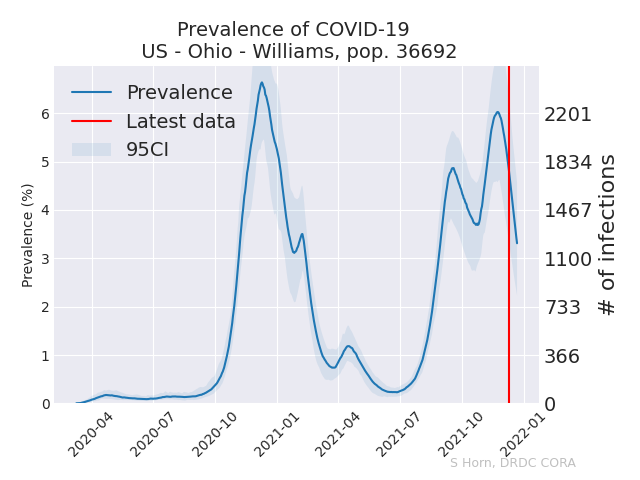 Prevalence of COVID-19
US - Ohio - Williams, pop. 36692
Prevalence
Latest data
95CI
Prevalence (%)
6
5
4
3
2
1
0
2201
1834
1467
1100
733
366
0
# of infections
2020-04
2020-07
2020-10
2021-01
2021-04
2021-07
2021-10
2022-01
S Horn, DRDC CORA